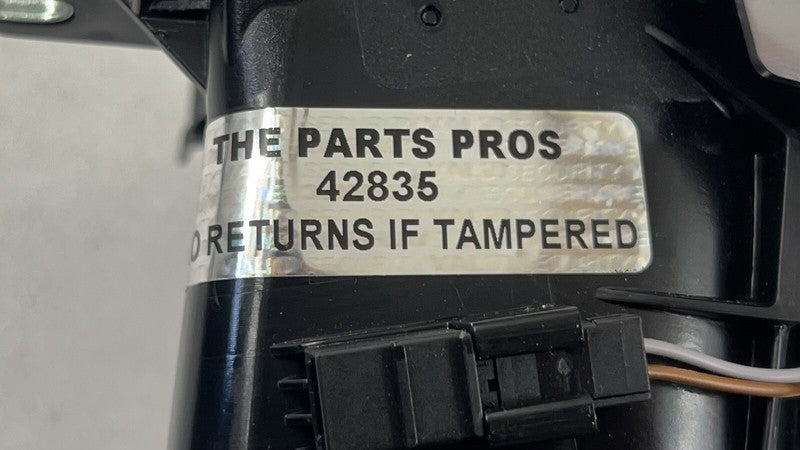 THE PARTS PROS
42835
O RETURNS IF TAMPERED